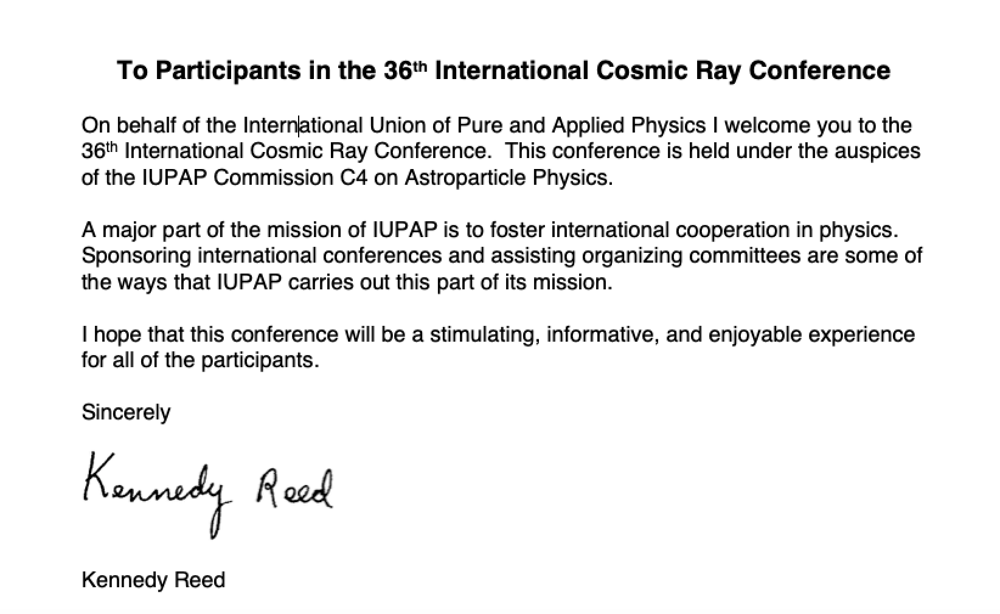 To Participants in the 36th International Cosmic Ray Conference
On behalf of the International Union of Pure and Applied Physics I welcome you to the
36th International Cosmic Ray Conference.  This conference is held under the auspices
of the IUPAP Commission C4 on Astroparticle Physics.
A major part of the mission of IUPAP is to foster international cooperation in physics.
Sponsoring international conferences and assisting organizing committees are some of
the ways that IUPAP carries out this part of its mission.
I hope that this conference will be a stimulating, informative, and enjoyable experience
for all of the participants.
Sincerely
Kennedy Reed
Kennedy Reed